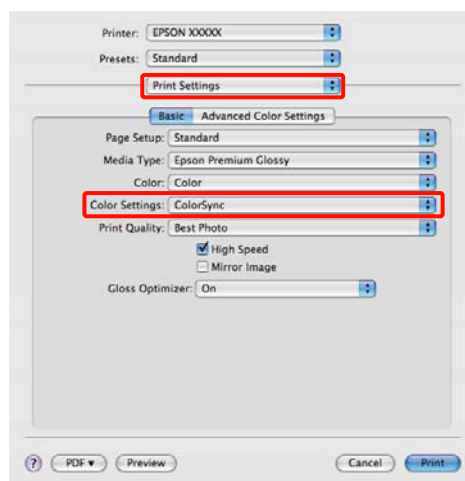 Printer: EPSON XXXXX
Presets: Standard
Print Settings
Basic Advanced Color Settings
Page Setup: Standard
Media Type: Epson Premium Glossy
Color: Color
Color Settings: ColorSync
Print Quality: Best Photo
High Speed
Mirror Image
Gloss Optimizer: On
? PDF ▼ Preview Cancel Print